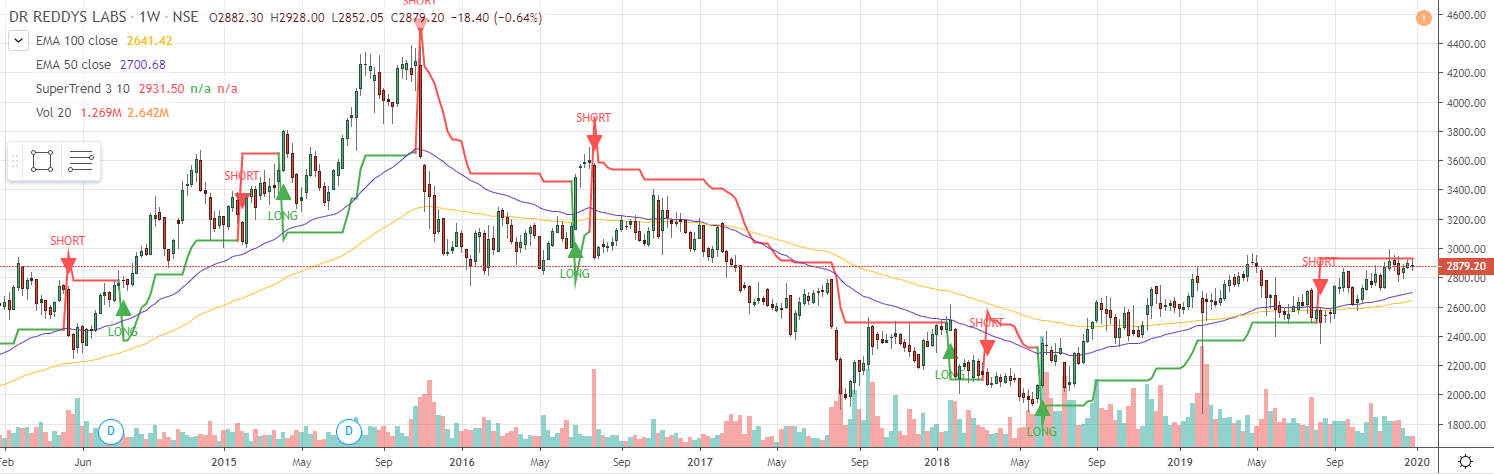 DR REDDYS LABS · 1W · NSE O2882.30 H2928.00 L2852.05 C2879.20 −18.40 (−0.64%)
EMA 100 close 2641.42
EMA 50 close 2700.68
SuperTrend 3 10 2931.50 n/a n/a
Vol 20 1.269M 2.642M
SHORT
SHORT
SHORT
LONG
SHORT
LONG
LONG
SHORT
SHORT
LONG
LONG
LONG
D
D
4600.00
4400.00
4200.00
4000.00
3800.00
3600.00
3400.00
3200.00
3000.00
2879.20
2800.00
2600.00
2400.00
2200.00
2000.00
1800.00
Feb Jun 2015 May Sep 2016 May Sep 2017 May Sep 2018 May Sep 2019 May Sep 2020